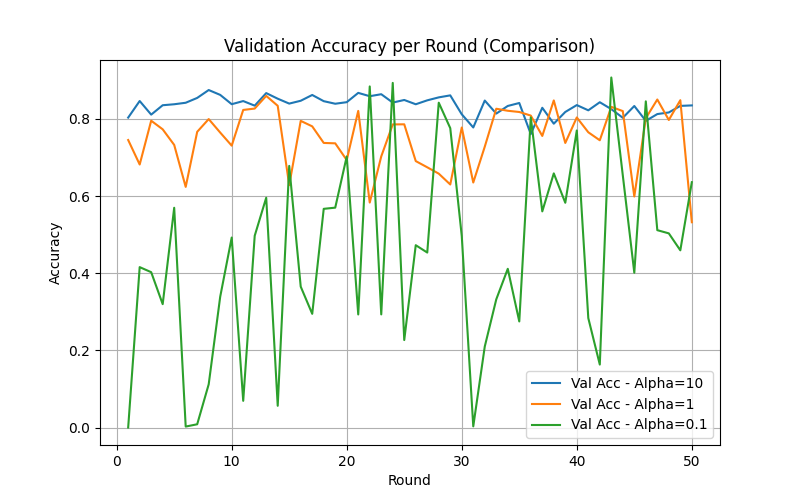 Validation Accuracy per Round (Comparison)
Accuracy
0.8
0.6
0.4
0.2
0.0
Val Acc - Alpha=10
Val Acc - Alpha=1
Val Acc - Alpha=0.1
0 10 20 30 40 50
Round